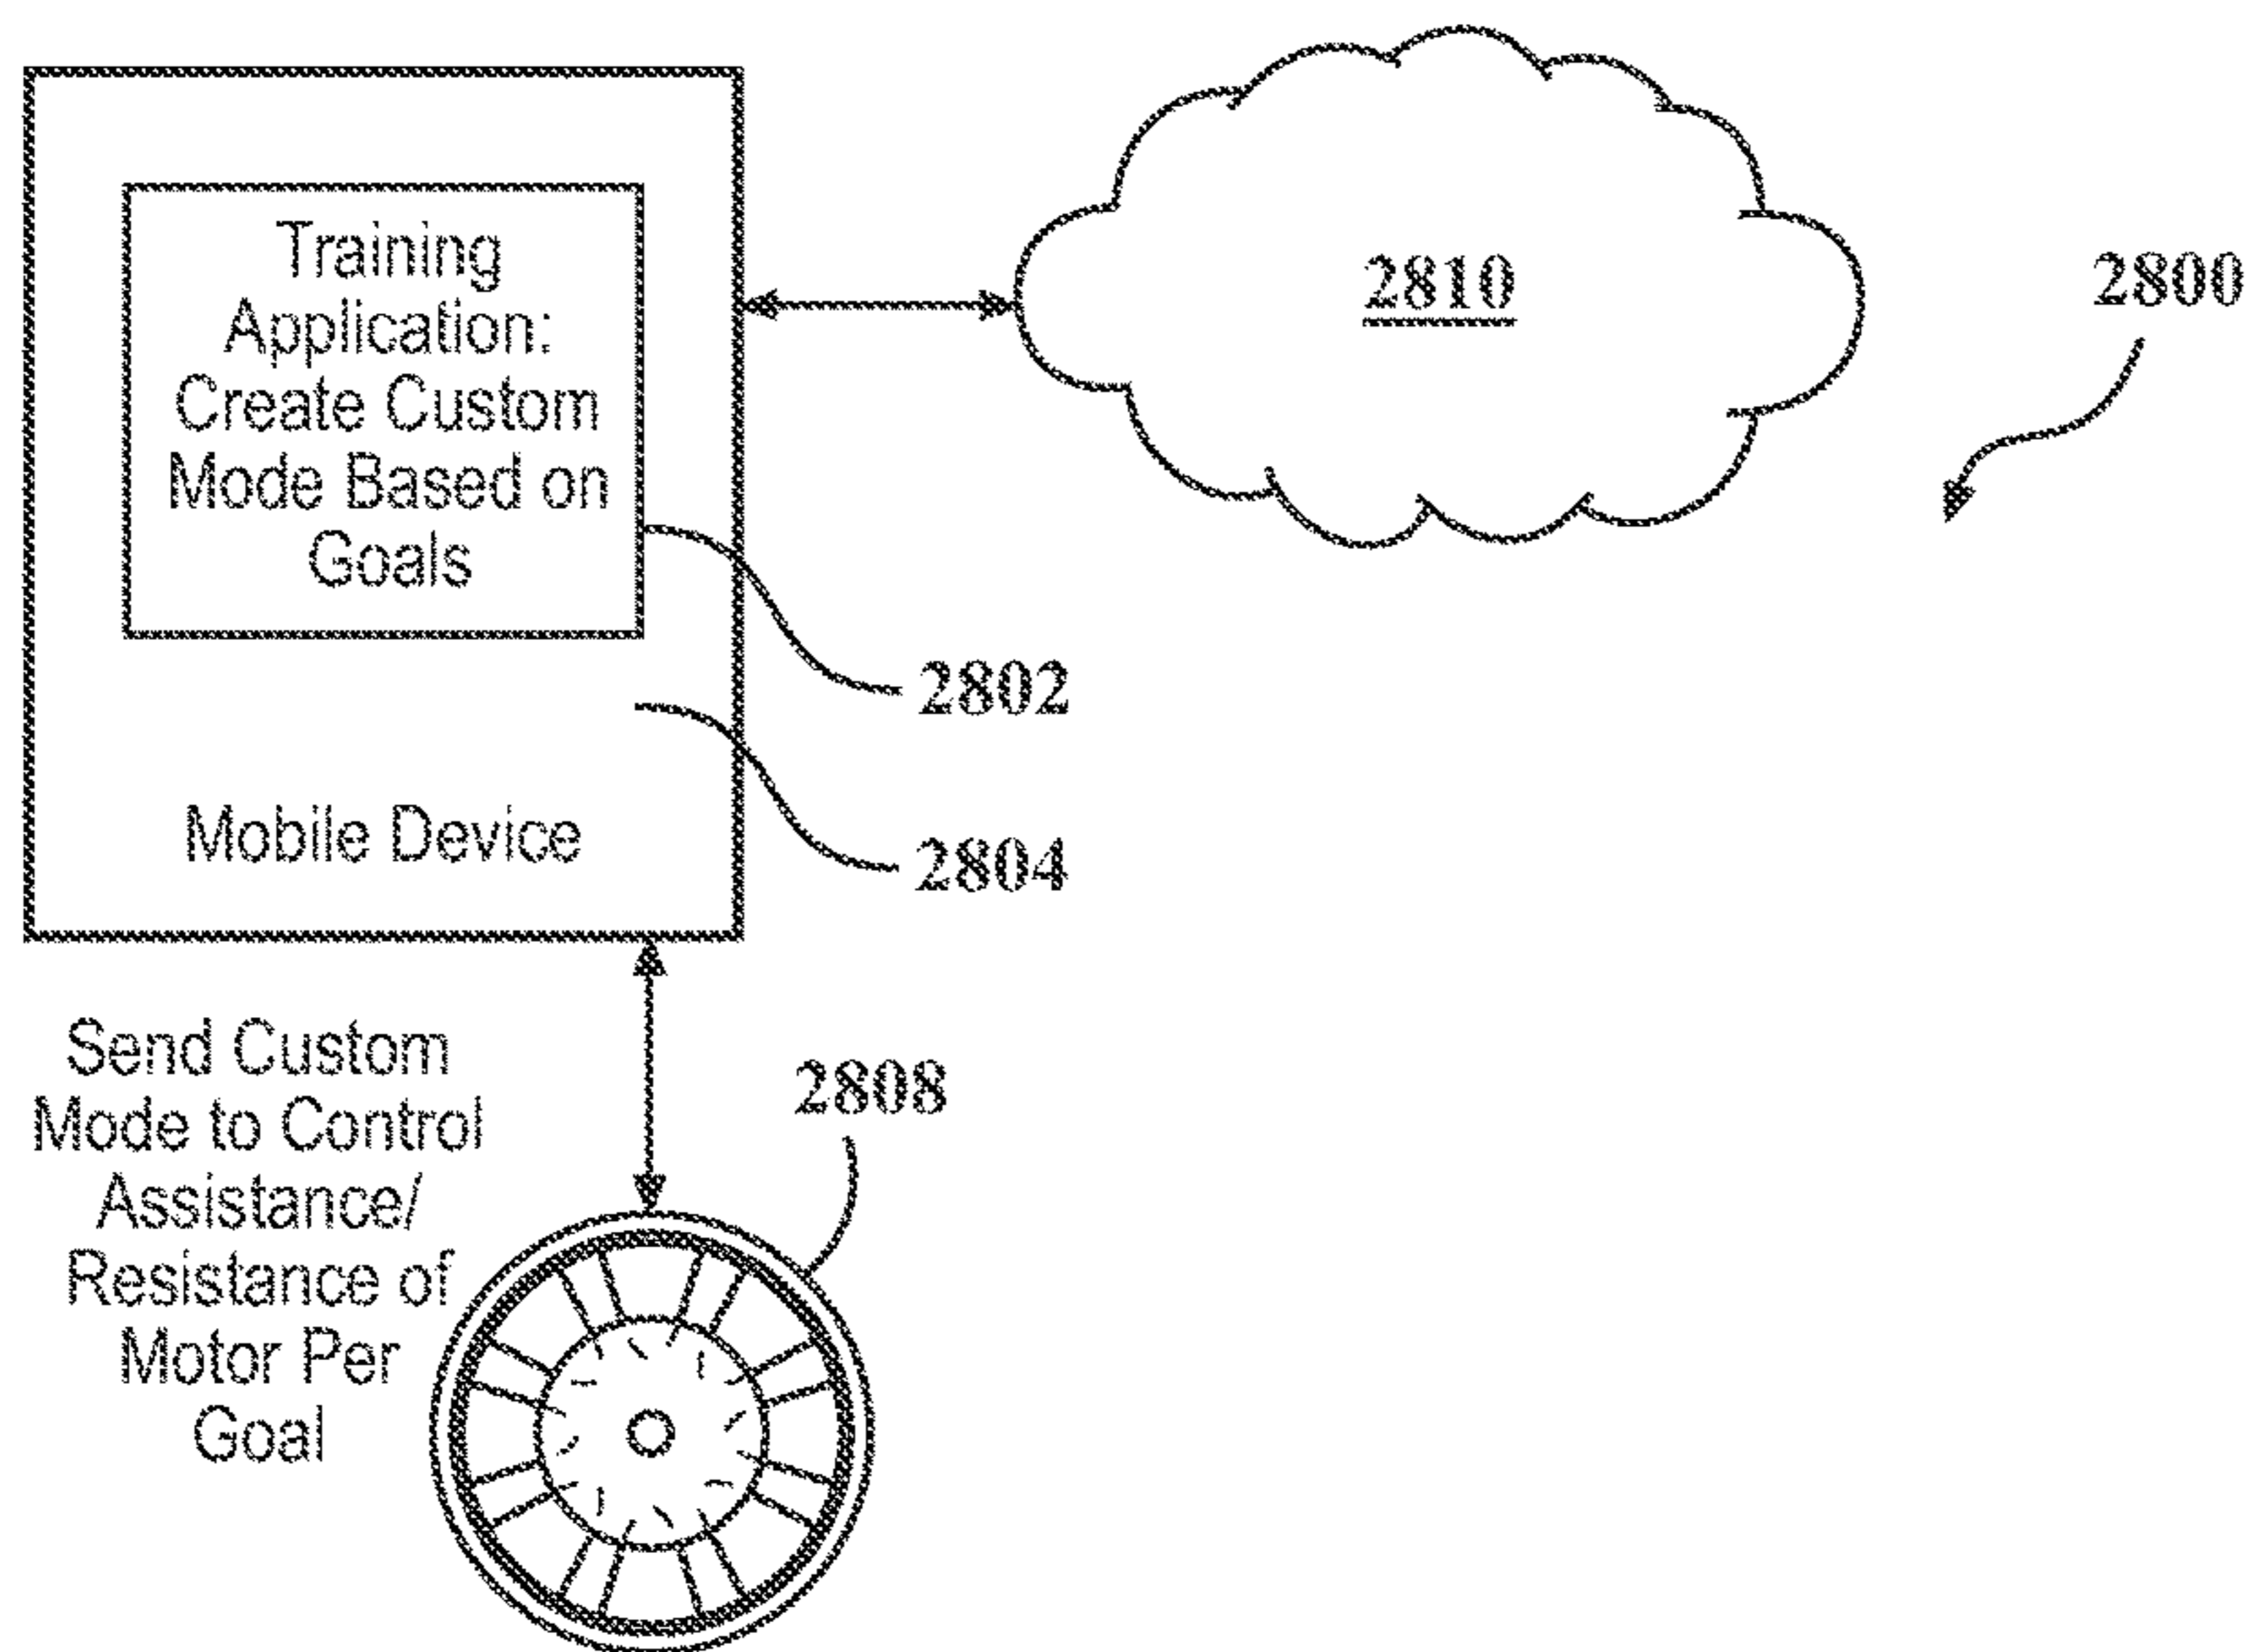 Training
Application:
Create Custom
Mode Based on
Goals
2810
2800
2802
Mobile Device
2804
Send Custom
Mode to Control
Assistance/
Resistance of
Motor Per
Goal
2808